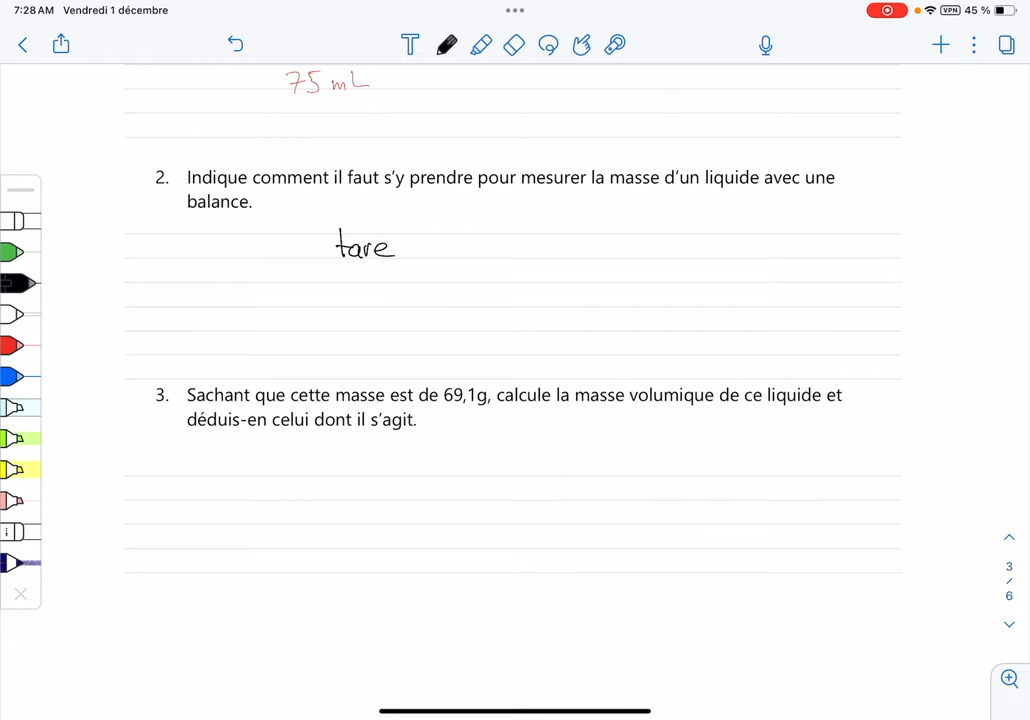 7:28 AM Vendredi 1 décembre
VPN 45 %
T
75 mL
2. Indique comment il faut s'y prendre pour mesurer la masse d'un liquide avec une
balance.
tare
3. Sachant que cette masse est de 69,1g, calcule la masse volumique de ce liquide et
déduis-en celui dont il s'agit.
3
/
6